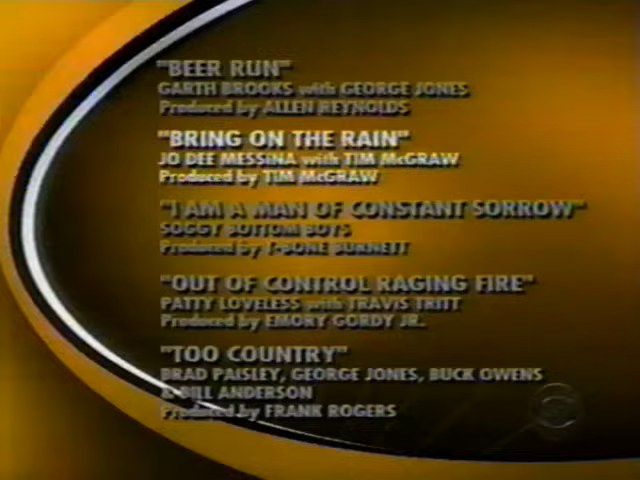 "BEER RUN"
GARTH BROOKS with GEORGE JONES
Produced by ALLEN REYNOLDS
"BRING ON THE RAIN"
JO DEE MESSINA with TIM McGRAW
Produced by TIM McGRAW
"I AM A MAN OF CONSTANT SORROW"
SOGGY BOTTOM BOYS
Produced by T-BONE BURNETT
"OUT OF CONTROL RAGING FIRE"
PATTY LOVELESS with TRAVIS TRITT
Produced by EMORY GORDY JR.
"TOO COUNTRY"
BRAD PAISLEY, GEORGE JONES, BUCK OWENS
& BILL ANDERSON
Produced by FRANK ROGERS